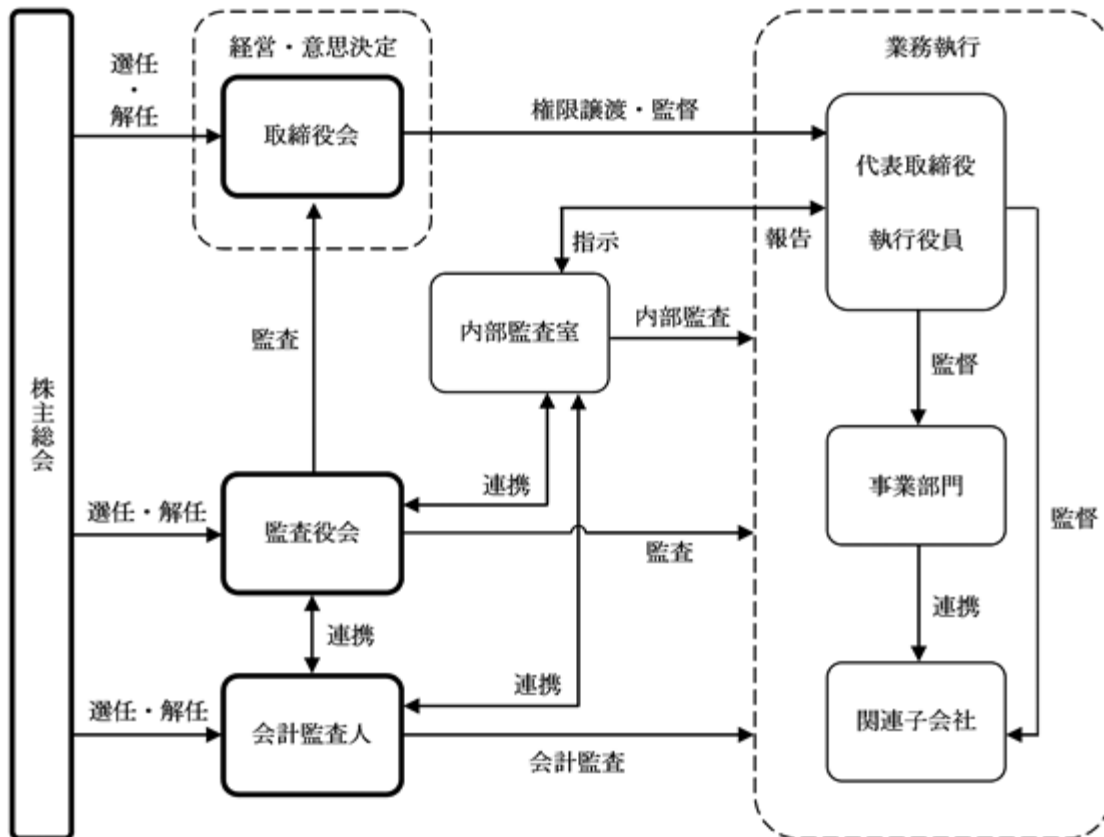 経営・意思決定
業務執行
選任
・
解任
取締役会
権限譲渡・監督
代表取締役
執行役員
指示
報告
監査
内部監査室
内部監査
監督
株主総会
連携
事業部門
選任・解任
監査役会
監査
監督
連携
連携
選任・解任
連携
会計監査人
会計監査
関連子会社